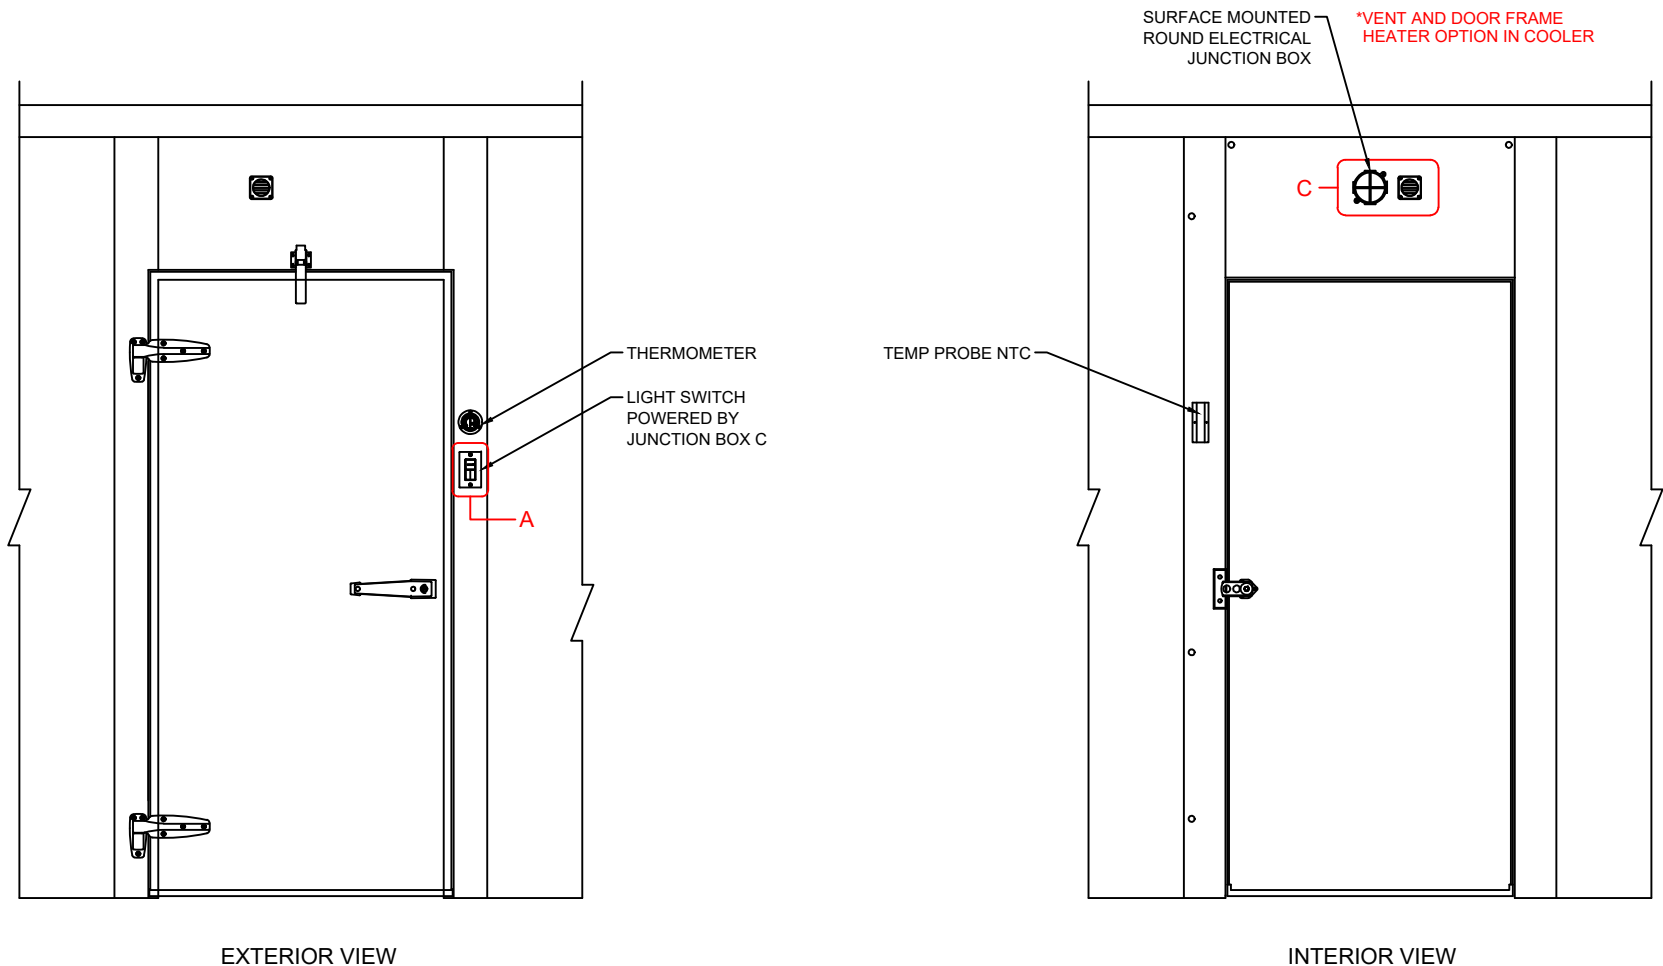 SURFACE MOUNTED
ROUND ELECTRICAL
JUNCTION BOX
*VENT AND DOOR FRAME
HEATER OPTION IN COOLER
C
THERMOMETER
LIGHT SWITCH
POWERED BY
JUNCTION BOX C
A
TEMP PROBE NTC
EXTERIOR VIEW
INTERIOR VIEW